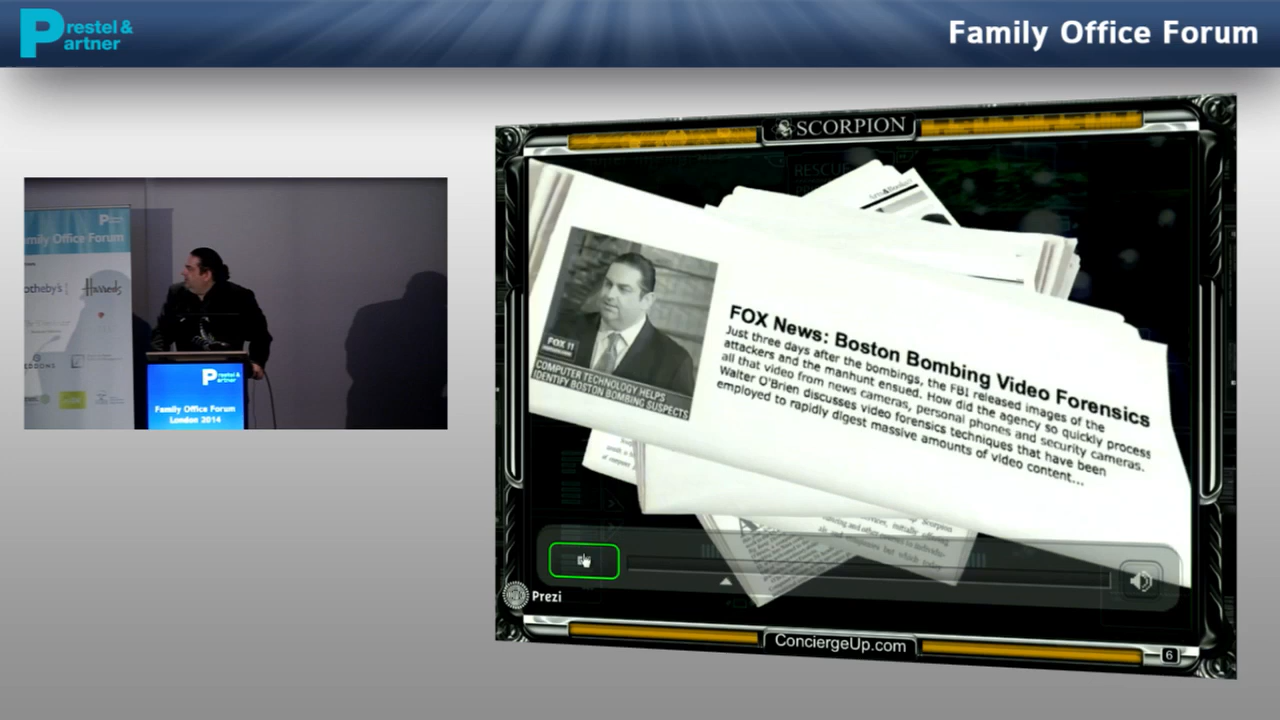 Prestel &
Partner
Family Office Forum
Prestel
mily Office Forum
otheby's
Harrods
Prestel &
Partner
Family Office Forum
London 2014
SCORPION
RESCU
FOX 11
COMPUTER TECHNOLOGY HELPS
IDENTIFY BOSTON BOMBING SUSPECTS
FOX News: Boston Bombing Video Forensics
Just three days after the bombings, the FBI released images of the
attackers and the manhunt ensued. How did the agency so quickly process
all that video from news cameras, personal phones and security cameras.
Walter O'Brien discusses video forensics techniques that have been
employed to rapidly digest massive amounts of video content...
Prezi
ConciergeUp.com
6